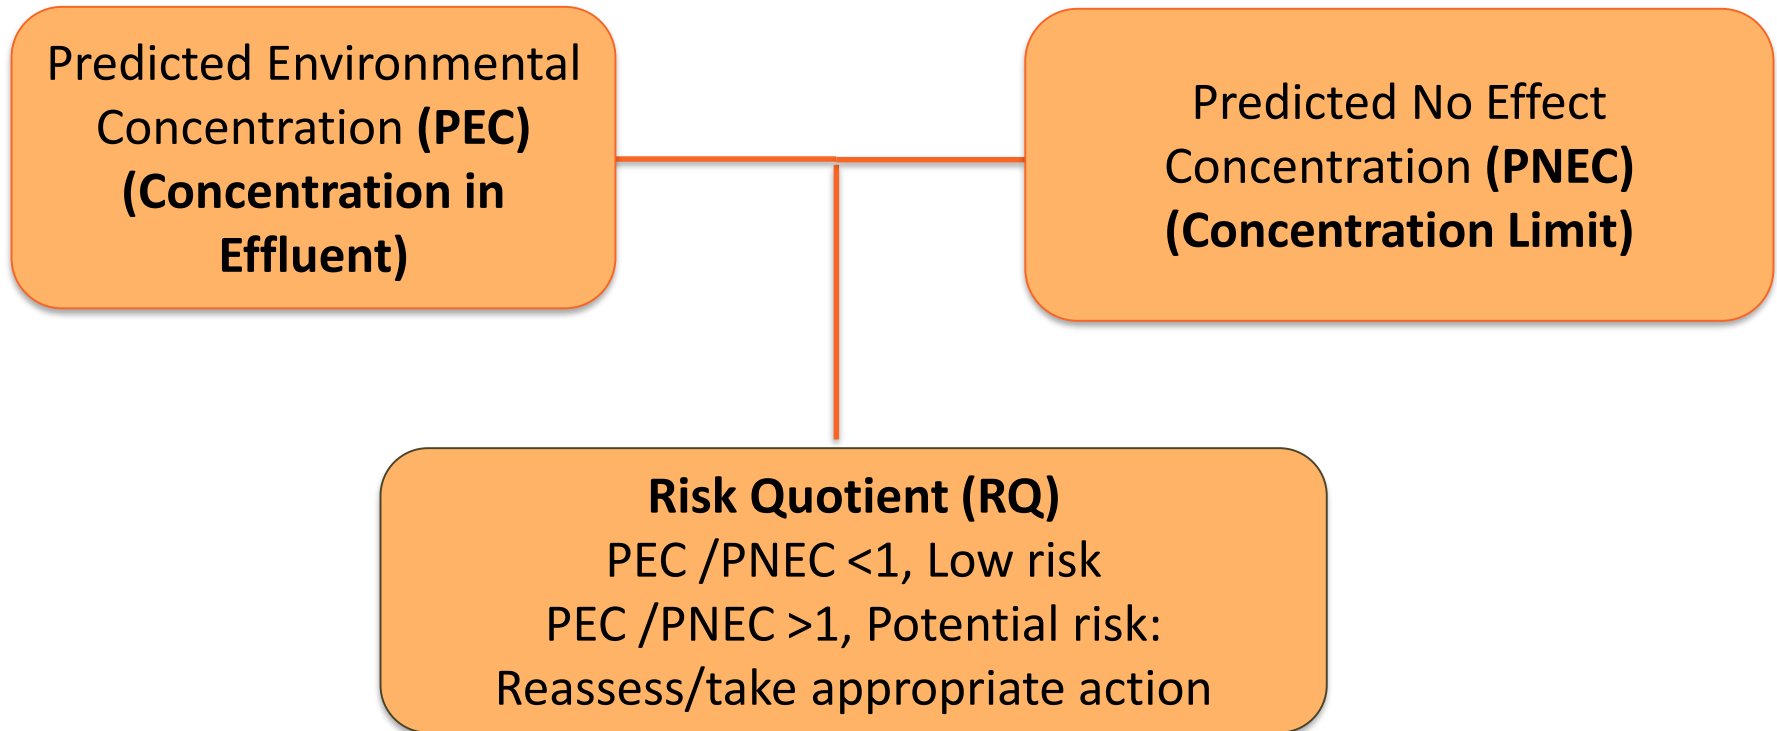 Predicted Environmental
Concentration (PEC)
(Concentration in
Effluent)
Predicted No Effect
Concentration (PNEC)
(Concentration Limit)
Risk Quotient (RQ)
PEC /PNEC <1, Low risk
PEC /PNEC >1, Potential risk:
Reassess/take appropriate action